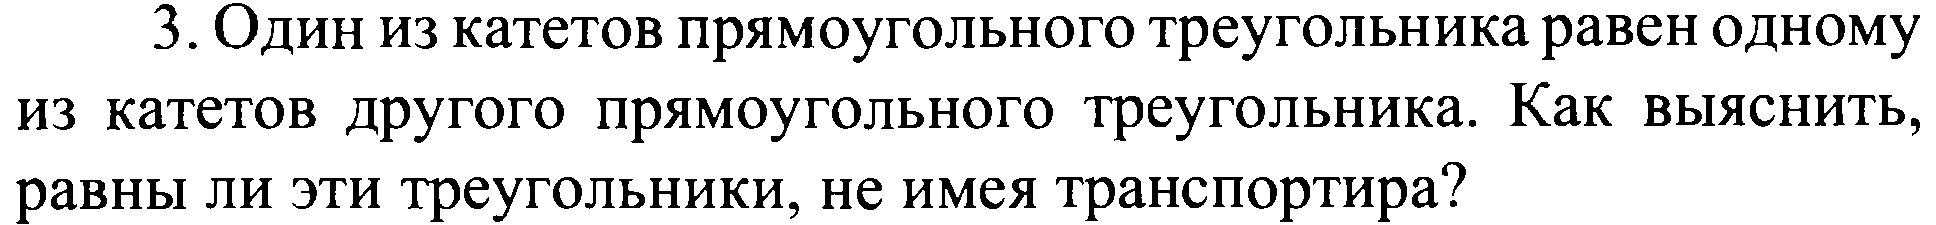 3. Один из катетов прямоугольного треугольника равен одному
из катетов другого прямоугольного треугольника. Как выяснить,
равны ли эти треугольники, не имея транспортира?